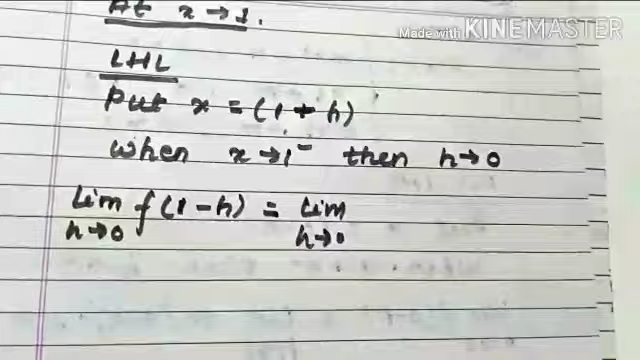 At x→1.
Made with KINEMASTER
LHL
Put x = (1 - h)
when x→1⁻ then h→0
Lim f(1-h) = Lim
h→0 h→0